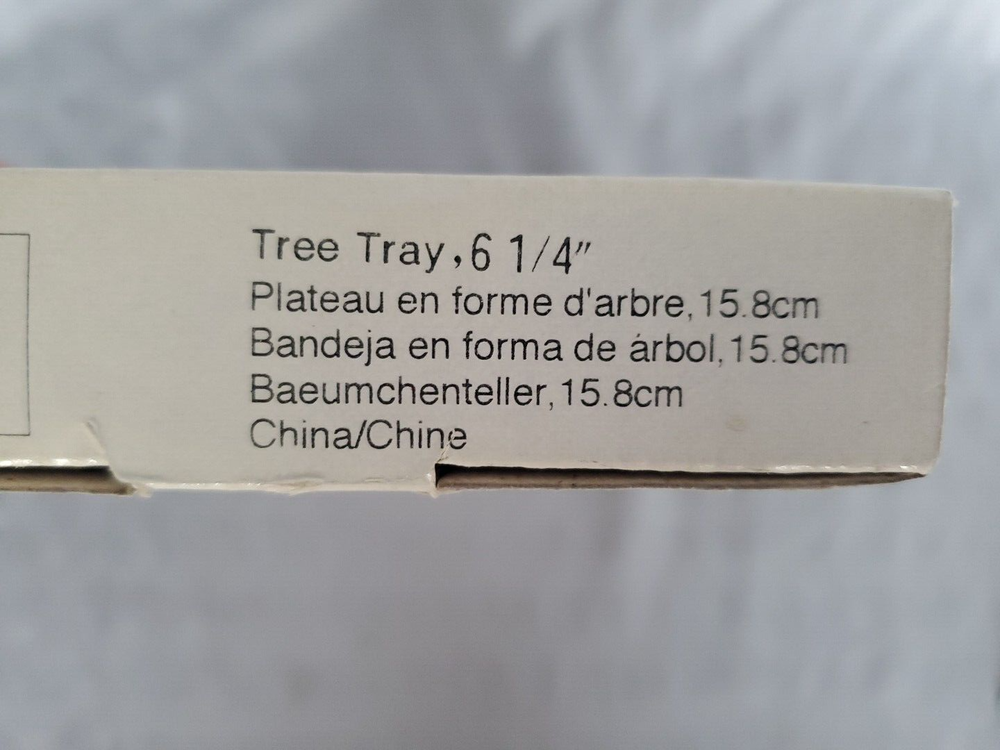 Tree Tray, 6 1/4"
Plateau en forme d'arbre, 15.8cm
Bandeja en forma de árbol, 15.8cm
Baeumchenteller, 15.8cm
China/Chine